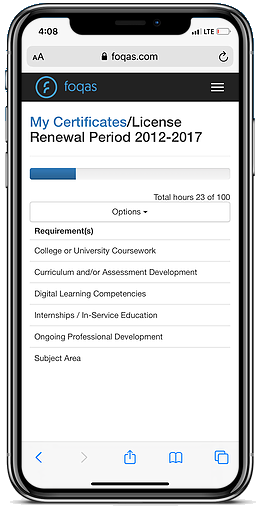 4:08
LTE
AA
foqas.com
foqas
My Certificates/License
Renewal Period 2012-2017
Total hours 23 of 100
Options
Requirement(s)
College or University Coursework
Curriculum and/or Assessment Development
Digital Learning Competencies
Internships / In-Service Education
Ongoing Professional Development
Subject Area